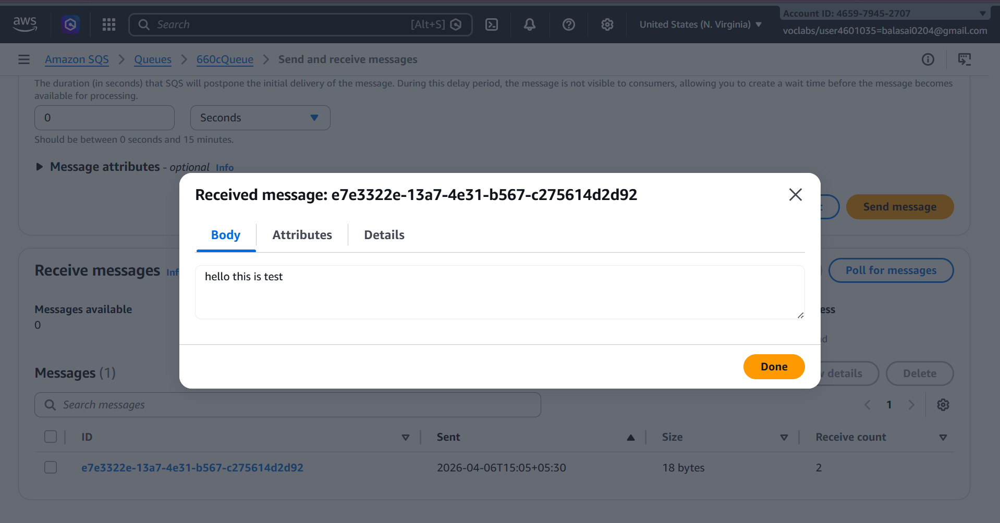 aws
Search
[Alt+S]
United States (N. Virginia)
Account ID: 4659-7945-2707
voclabs/user4601035=balasai0204@gmail.com
Amazon SQS
Queues
660cQueue
Send and receive messages
The duration (in seconds) that SQS will postpone the initial delivery of the message. During this delay period, the message is not visible to consumers, allowing you to create a wait time before the message becomes
available for processing.
0
Seconds
Should be between 0 seconds and 15 minutes.
Message attributes - optional Info
Received message: e7e3322e-13a7-4e31-b567-c275614d2d92
Send message
Body
Attributes
Details
hello this is test
Receive messages
Poll for messages
Messages available
0
Done
Messages (1)
details
Delete
Search messages
1
ID
Sent
Size
Receive count
e7e3322e-13a7-4e31-b567-c275614d2d92
2026-04-06T15:05+05:30
18 bytes
2